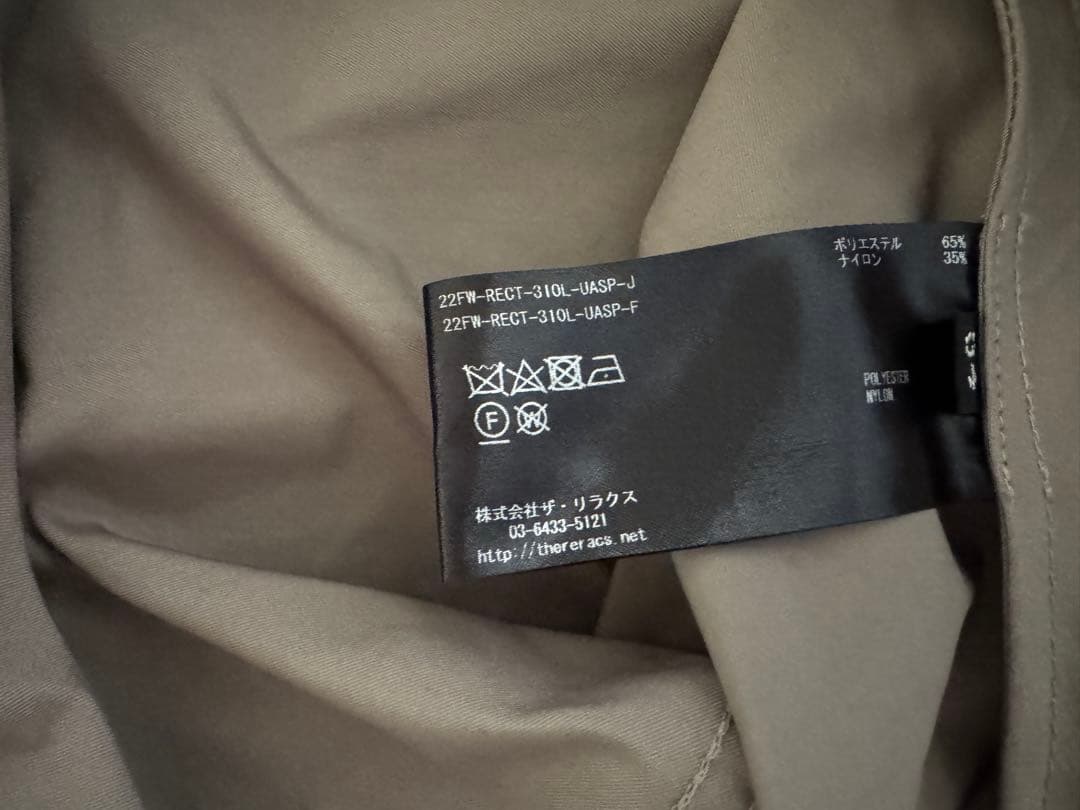 22FW-RECT-310L-UASP-J
22FW-RECT-310L-UASP-F
F
W
株式会社ザ・リラクス
03-6433-5121
http://thereracs.net
ポリエステル 65%
ナイロン 35%
POLYESTER
NYLON